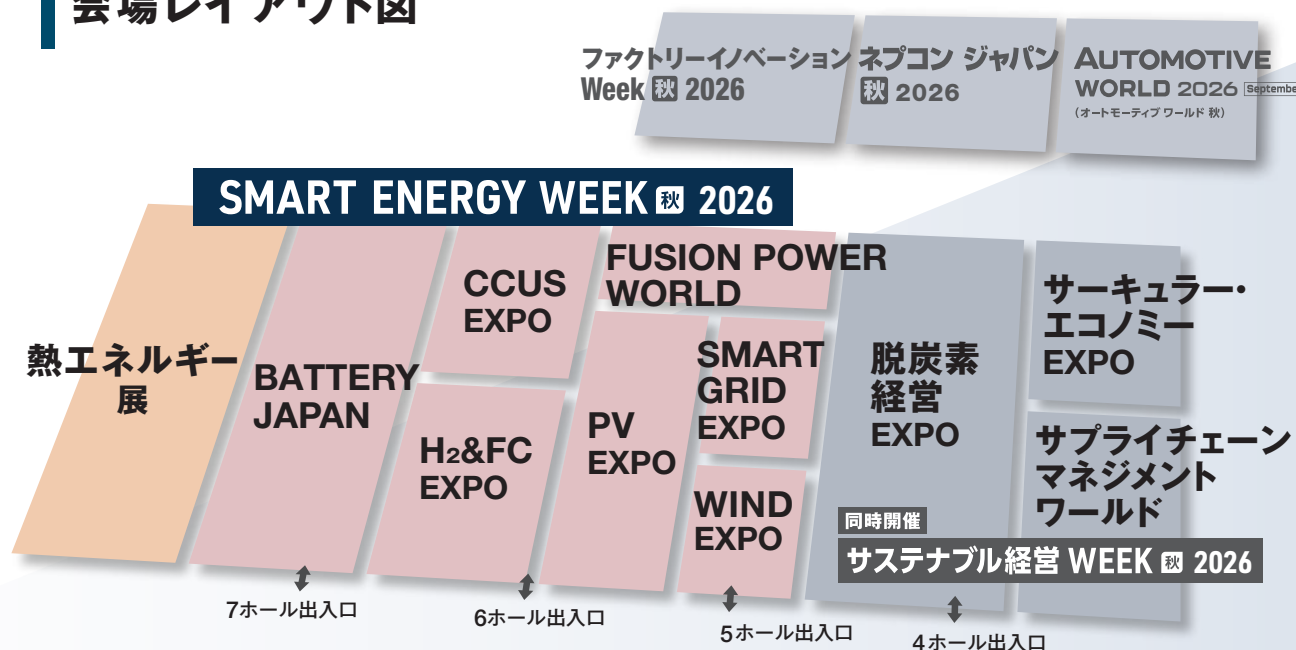 会場レイアウト図
ファクトリーイノベーション
Week 秋 2026
ネプコン ジャパン
秋 2026
AUTOMOTIVE
WORLD 2026 September
(オートモーティブ ワールド 秋)
SMART ENERGY WEEK 秋 2026
熱エネルギー
展
BATTERY
JAPAN
CCUS
EXPO
H2&FC
EXPO
FUSION POWER
WORLD
PV
EXPO
SMART
GRID
EXPO
WIND
EXPO
脱炭素
経営
EXPO
サーキュラー・
エコノミー
EXPO
サプライチェーン
マネジメント
ワールド
同時開催
サステナブル経営 WEEK 秋 2026
7ホール出入口
6ホール出入口
5ホール出入口
4ホール出入口